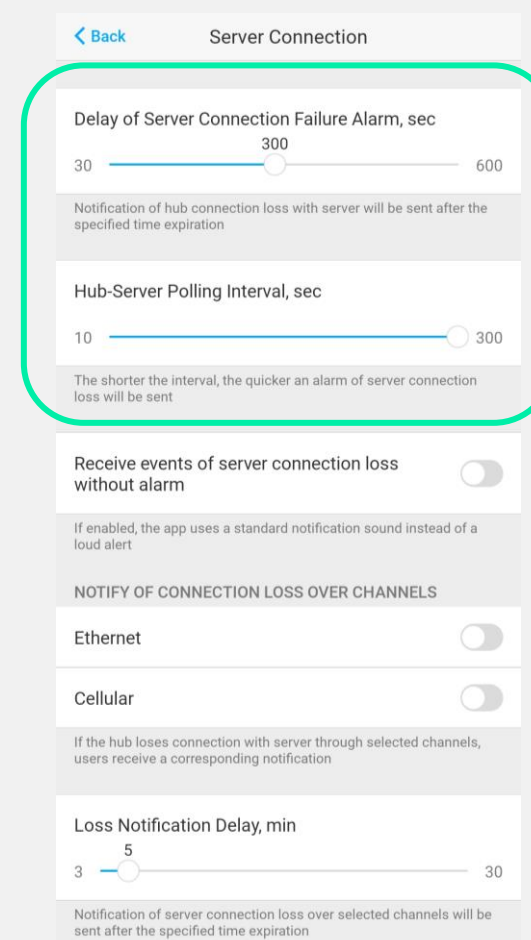 Back
Server Connection
Delay of Server Connection Failure Alarm, sec
300
30
600
Notification of hub connection loss with server will be sent after the
specified time expiration
Hub-Server Polling Interval, sec
10
300
The shorter the interval, the quicker an alarm of server connection
loss will be sent
Receive events of server connection loss
without alarm
If enabled, the app uses a standard notification sound instead of a
loud alert
NOTIFY OF CONNECTION LOSS OVER CHANNELS
Ethernet
Cellular
If the hub loses connection with server through selected channels,
users receive a corresponding notification
Loss Notification Delay, min
5
3
30
Notification of server connection loss over selected channels will be
sent after the specified time expiration